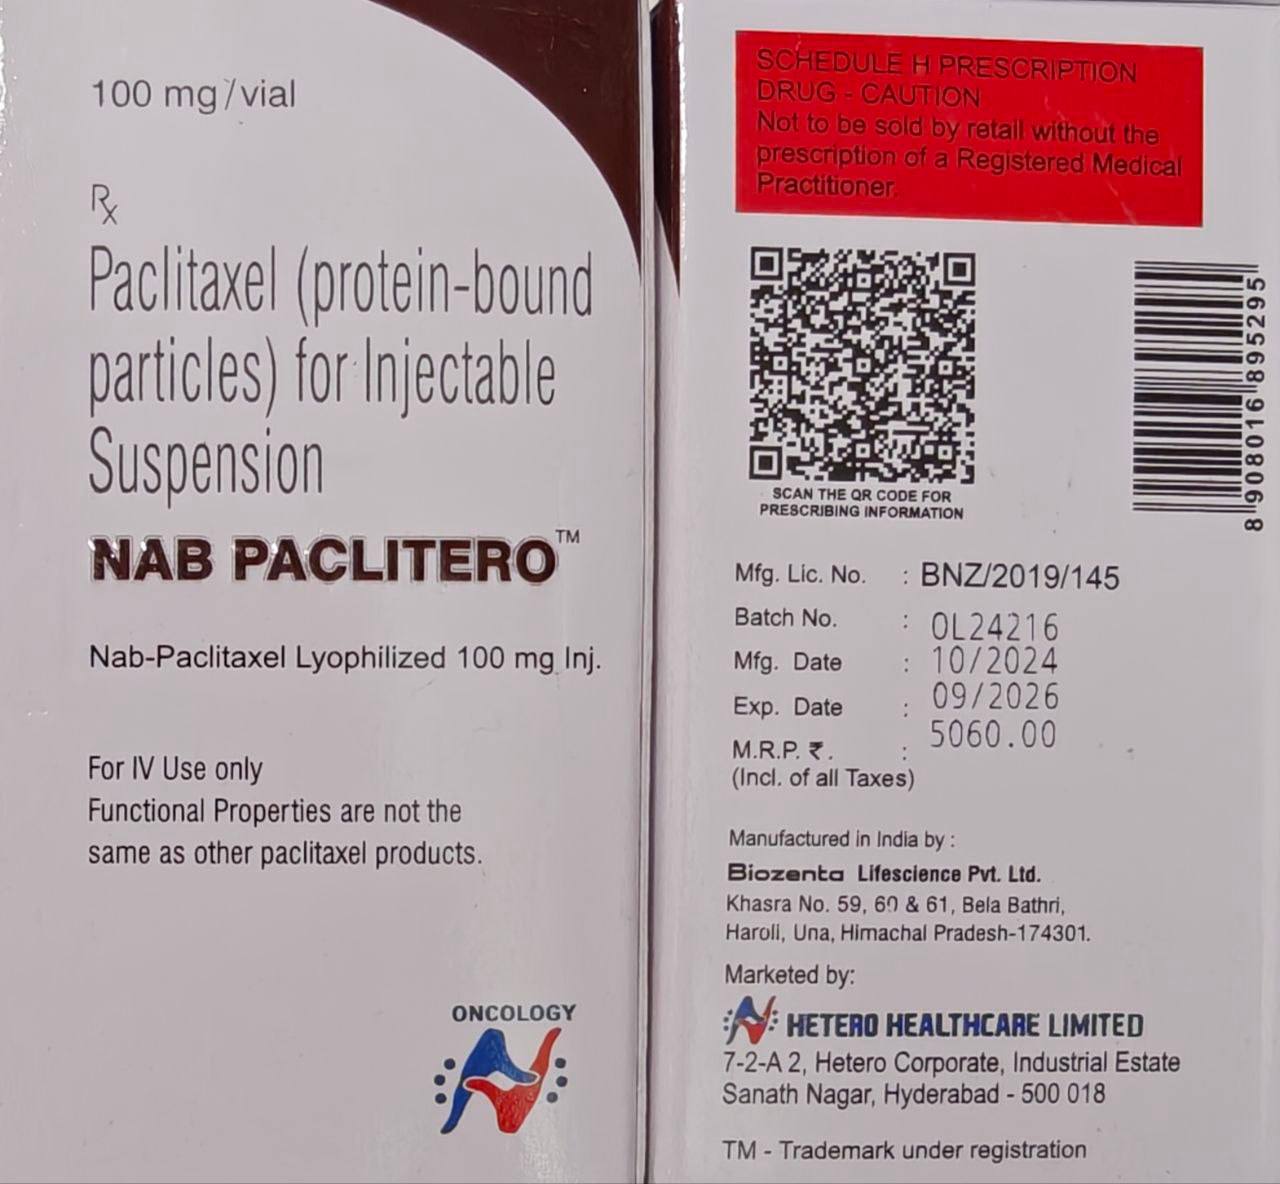 100 mg/vial
Rx
Paclitaxel (protein-bound
particles) for Injectable
Suspension
NAB PACLITERO™
Nab-Paclitaxel Lyophilized 100 mg Inj.
For IV Use only
Functional Properties are not the
same as other paclitaxel products.
ONCOLOGY
SCHEDULE H PRESCRIPTION
DRUG - CAUTION
Not to be sold by retail without the
prescription of a Registered Medical
Practitioner.
SCAN THE QR CODE FOR
PRESCRIBING INFORMATION
8 908016 895295
Mfg. Lic. No. : BNZ/2019/145
Batch No. : OL24216
Mfg. Date : 10/2024
Exp. Date : 09/2026
M.R.P. ₹. : 5060.00
(Incl. of all Taxes)
Manufactured in India by :
Biozenta Lifescience Pvt. Ltd.
Khasra No. 59, 60 & 61, Bela Bathri,
Haroli, Una, Himachal Pradesh-174301.
Marketed by:
HETERO HEALTHCARE LIMITED
7-2-A 2, Hetero Corporate, Industrial Estate
Sanath Nagar, Hyderabad - 500 018
TM - Trademark under registration